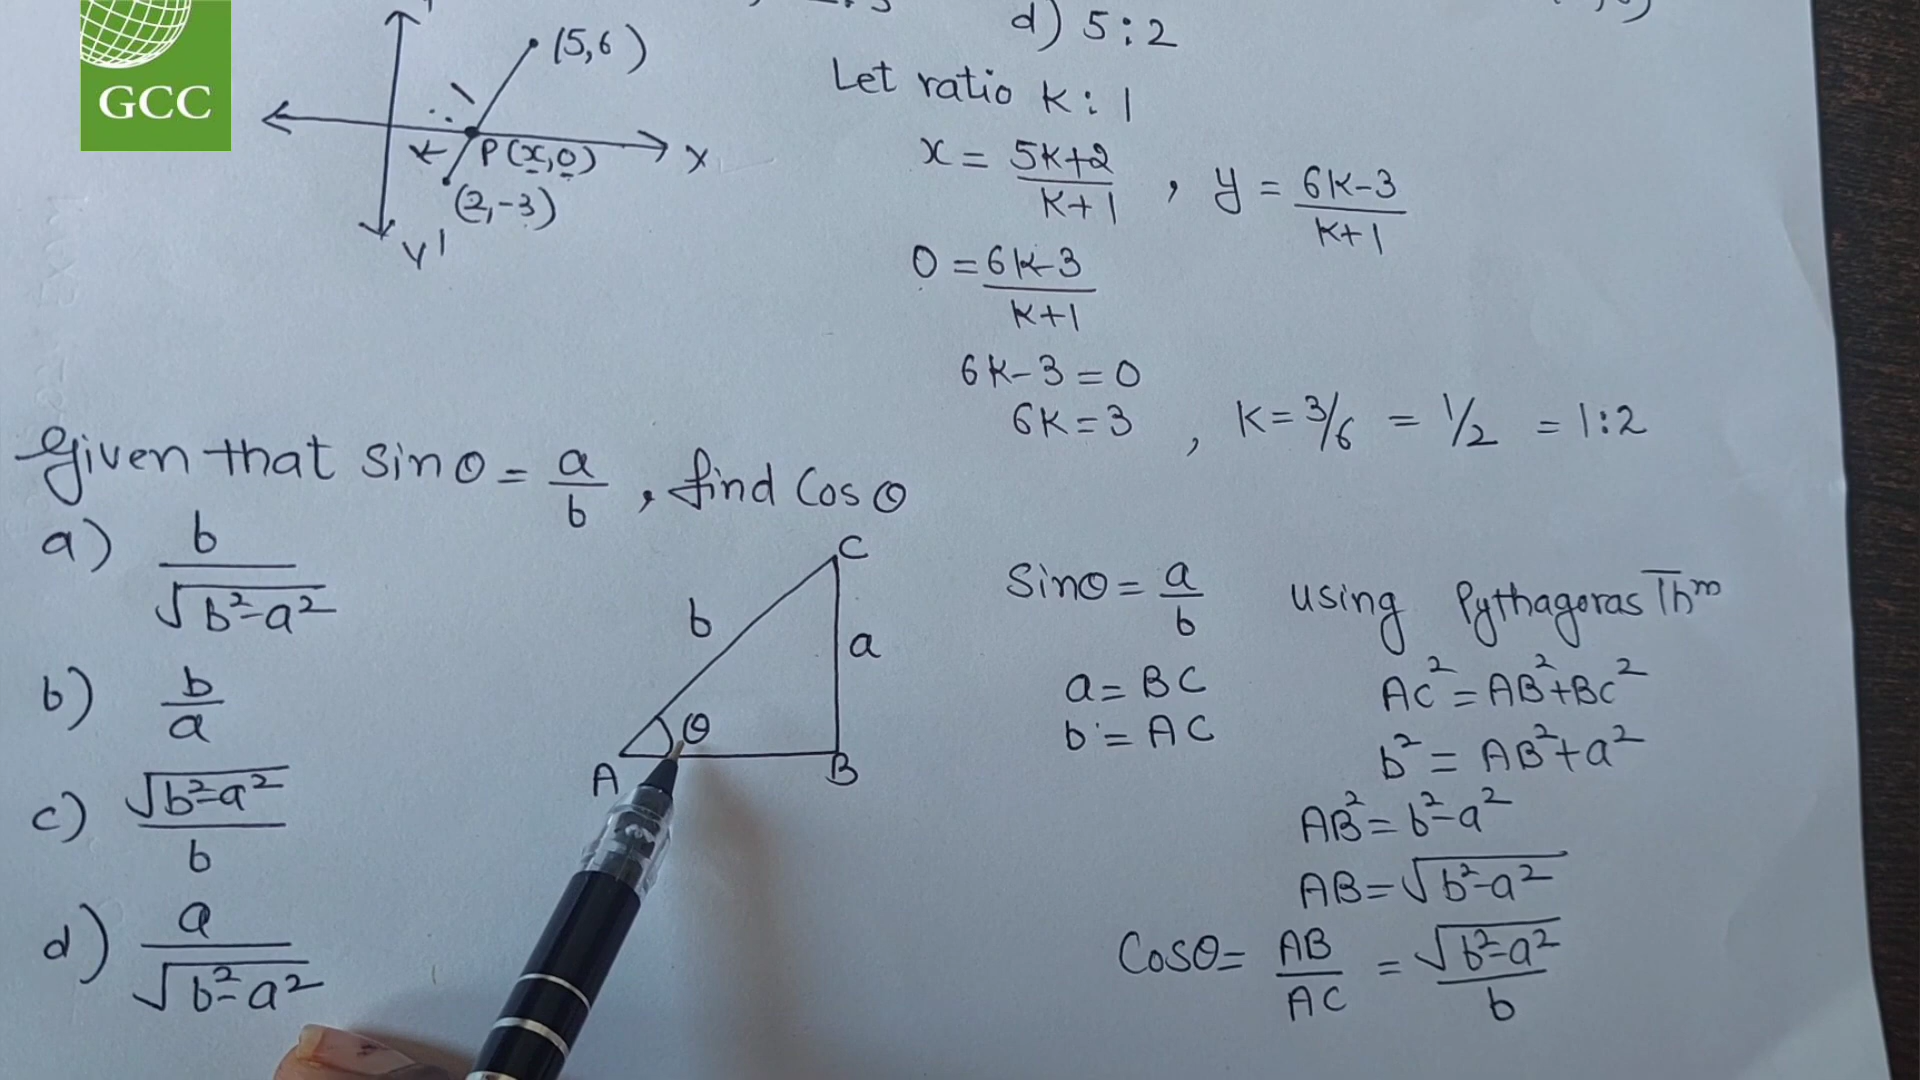 GCC
(5,6)
P(x,0)
X
(2,-3)
Y'
d) 5:2
Let ratio K:1
x = 5K+2/K+1 , y = 6K-3/K+1
0 = 6K-3/K+1
6K-3=0
6K=3 , K=3/6 = 1/2 = 1:2
Given that sinθ = a/b , find Cosθ
a) b/√b²-a²
b) b/a
c) √b²-a²/b
d) a/√b²-a²
C
b
a
θ
A
B
Sinθ = a/b
a = BC
b = AC
using Pythagoras Thm
AC² = AB²+BC²
b² = AB²+a²
AB² = b²-a²
AB = √b²-a²
Cosθ = AB/AC = √b²-a²/b